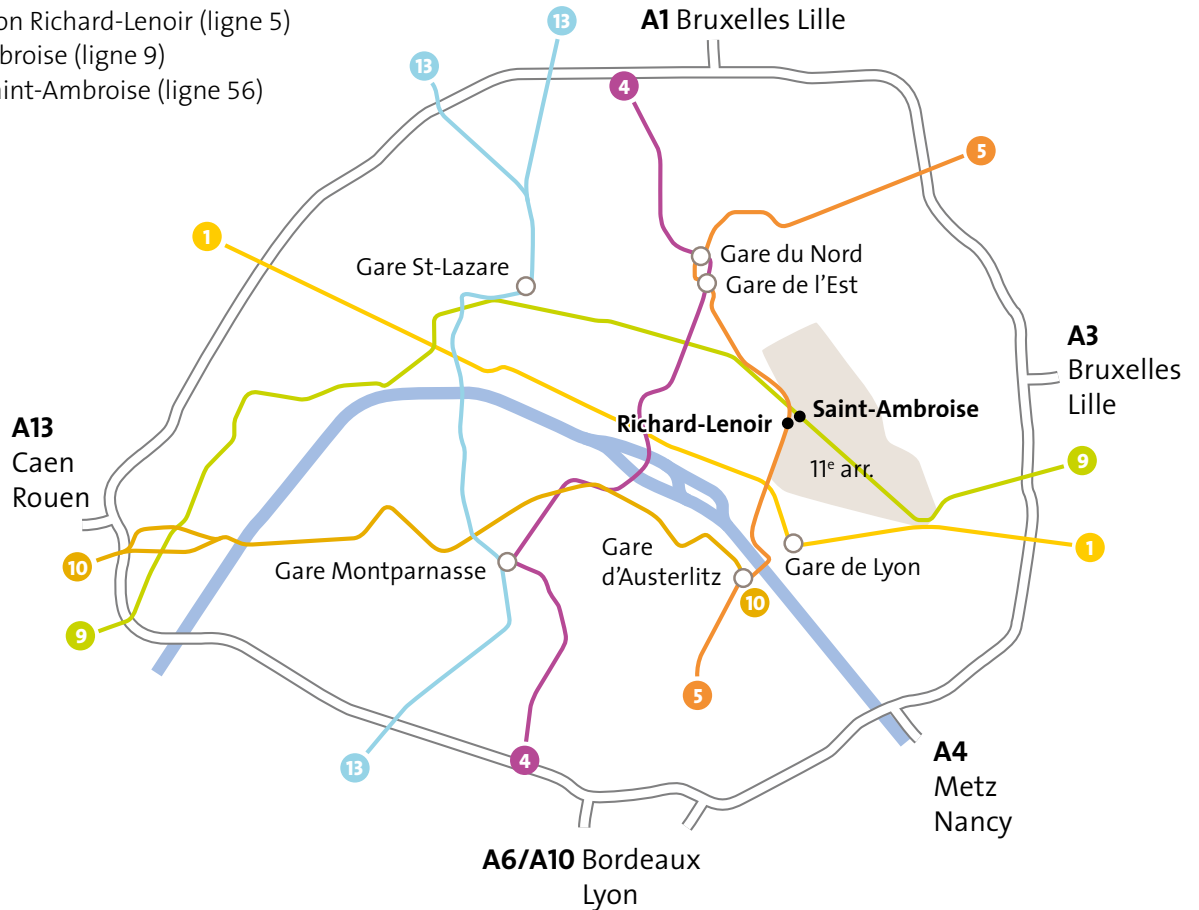 on Richard-Lenoir (ligne 5)
broise (ligne 9)
aint-Ambroise (ligne 56)
13
13
A1 Bruxelles Lille
4
5
1
Gare du Nord
Gare St-Lazare
Gare de l’Est
A3
Bruxelles
Lille
Saint-Ambroise
Richard-Lenoir
A13
Caen
Rouen
11e arr.
9
10
Gare
d’Austerlitz
Gare Montparnasse
Gare de Lyon
1
10
9
5
13
4
A4
Metz
Nancy
A6/A10 Bordeaux
Lyon